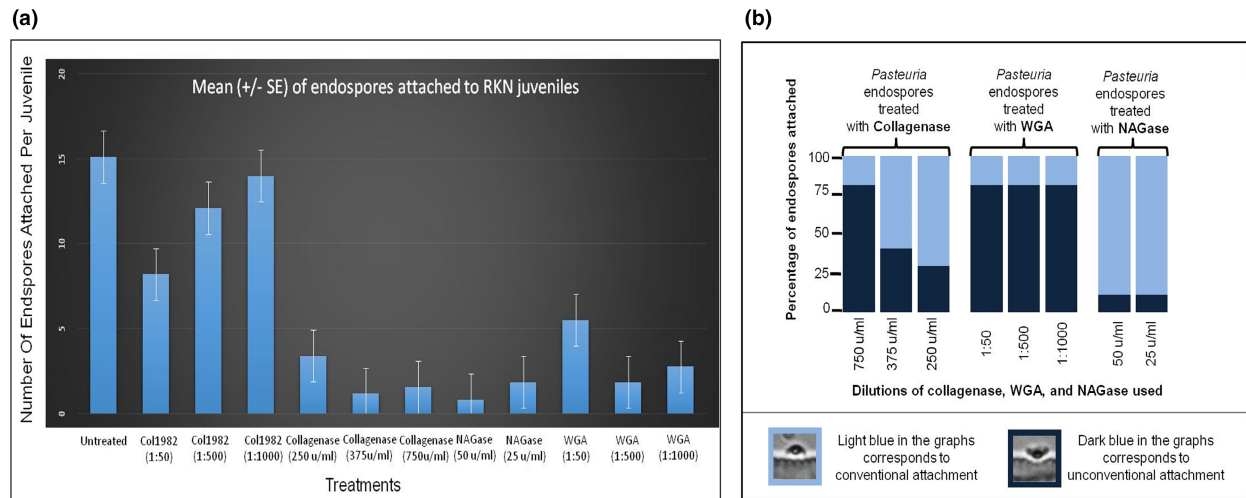 (a)
Mean (+/- SE) of endospores attached to RKN juveniles
Number Of Endspores Attached Per Juvenile
20
15
10
5
0
Untreated
Col1982
(1:50)
Col1982
(1:500)
Col1982
(1:1000)
Collagenase
(250 u/ml)
Collagenase
(375u/ml)
Collagenase
(750u/ml)
NAGase
(50 u/ml)
NAGase
(25 u/ml)
WGA
(1:50)
WGA
(1:500)
WGA
(1:1000)
Treatments
(b)
Pasteuria
endospores
treated
with Collagenase
Pasteuria
endospores
treated
with WGA
Pasteuria
endospores
treated
with NAGase
Percentage of endospores attached
100
75
50
25
0
750 u/ml
375 u/ml
250 u/ml
1:50
1:500
1:1000
50 u/ml
25 u/ml
Dilutions of collagenase, WGA, and NAGase used
Light blue in the graphs
corresponds to
conventional attachment
Dark blue in the graphs
corresponds to
unconventional attachment